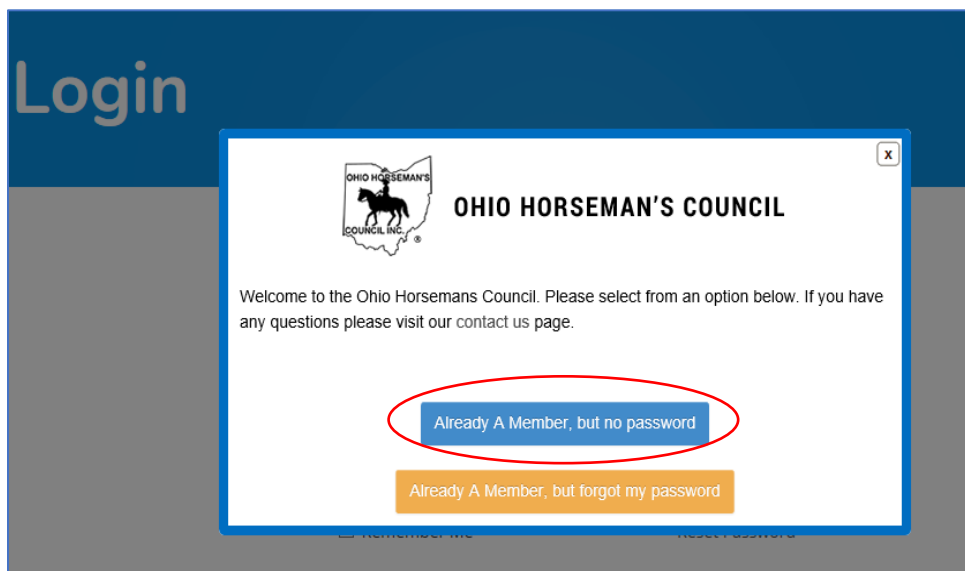 Login
x
OHIO HORSEMAN'S
COUNCIL INC.
®
OHIO HORSEMAN'S COUNCIL
Welcome to the Ohio Horsemans Council. Please select from an option below. If you have
any questions please visit our contact us page.
Already A Member, but no password
Already A Member, but forgot my password
Remember Me
Reset Password